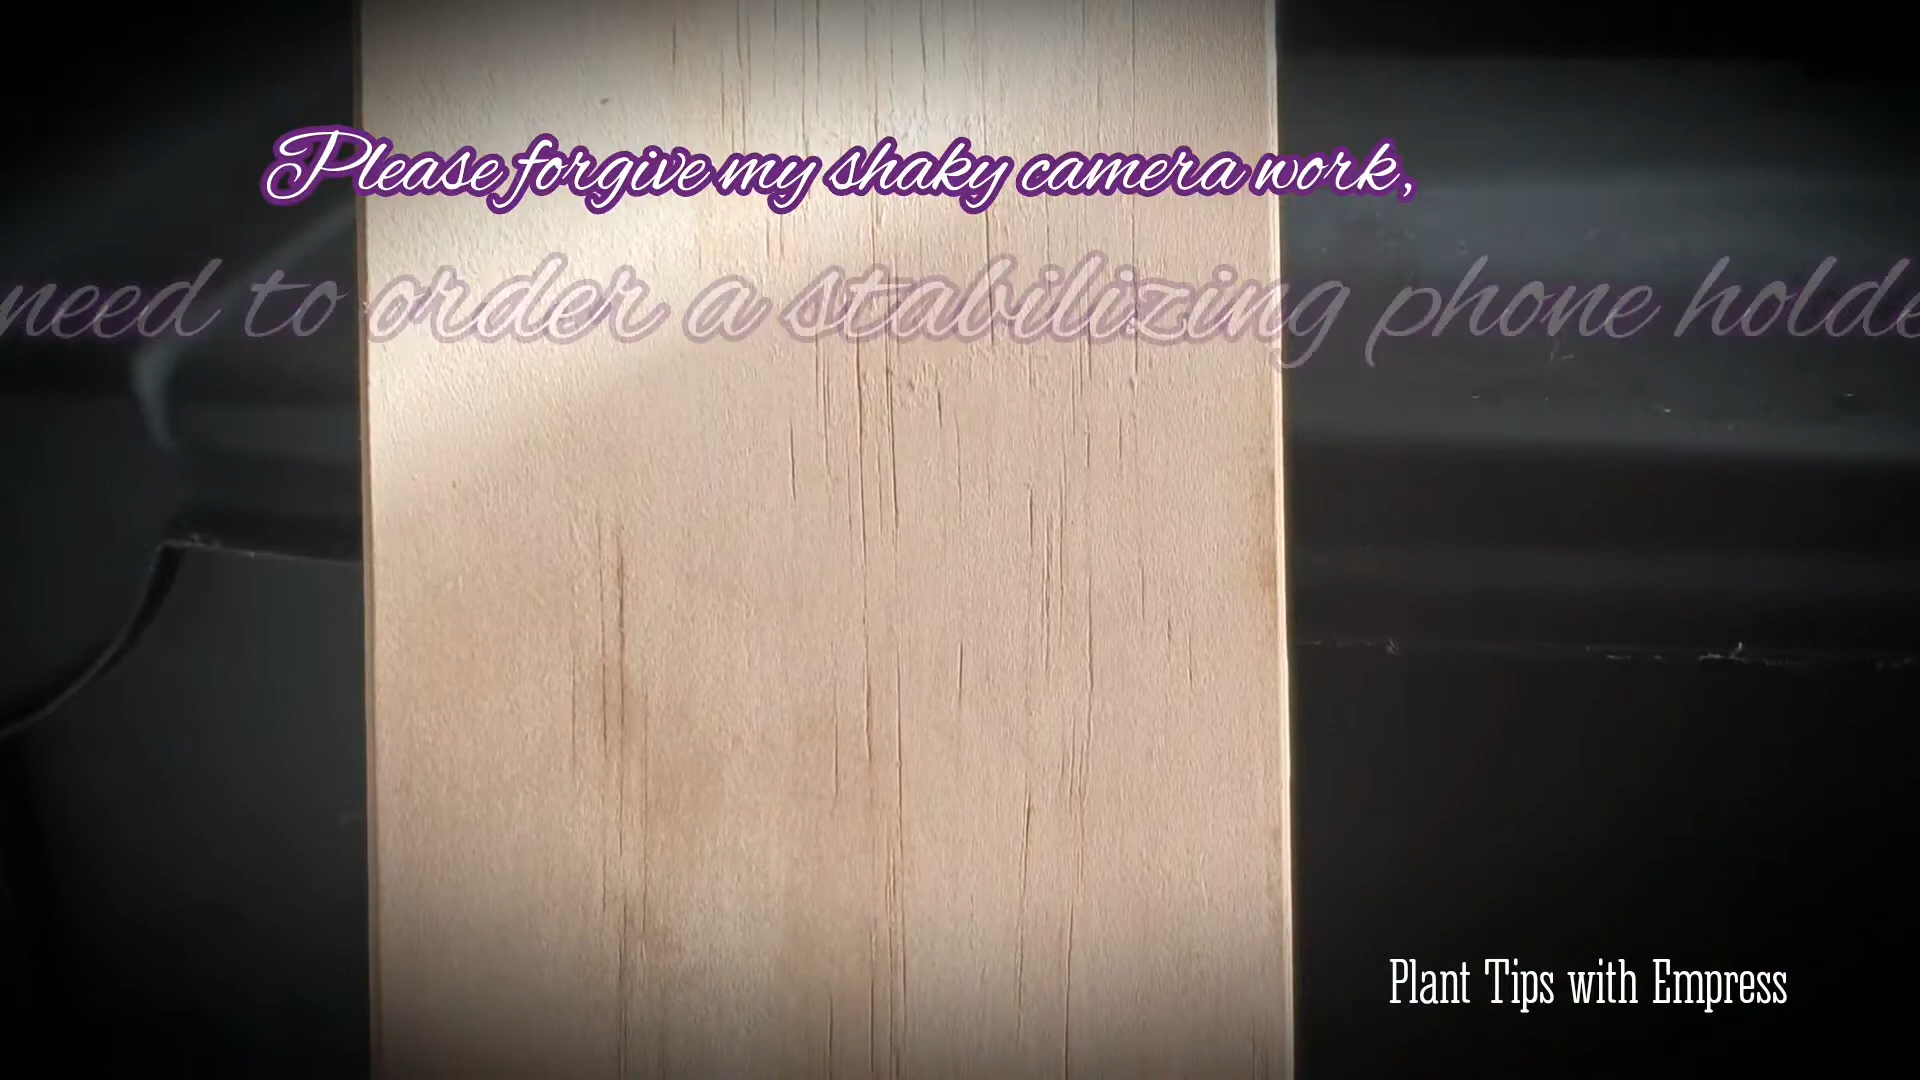 Please forgive my shaky camera work,
need to order a stabilizing phone holde
Plant Tips with Empress